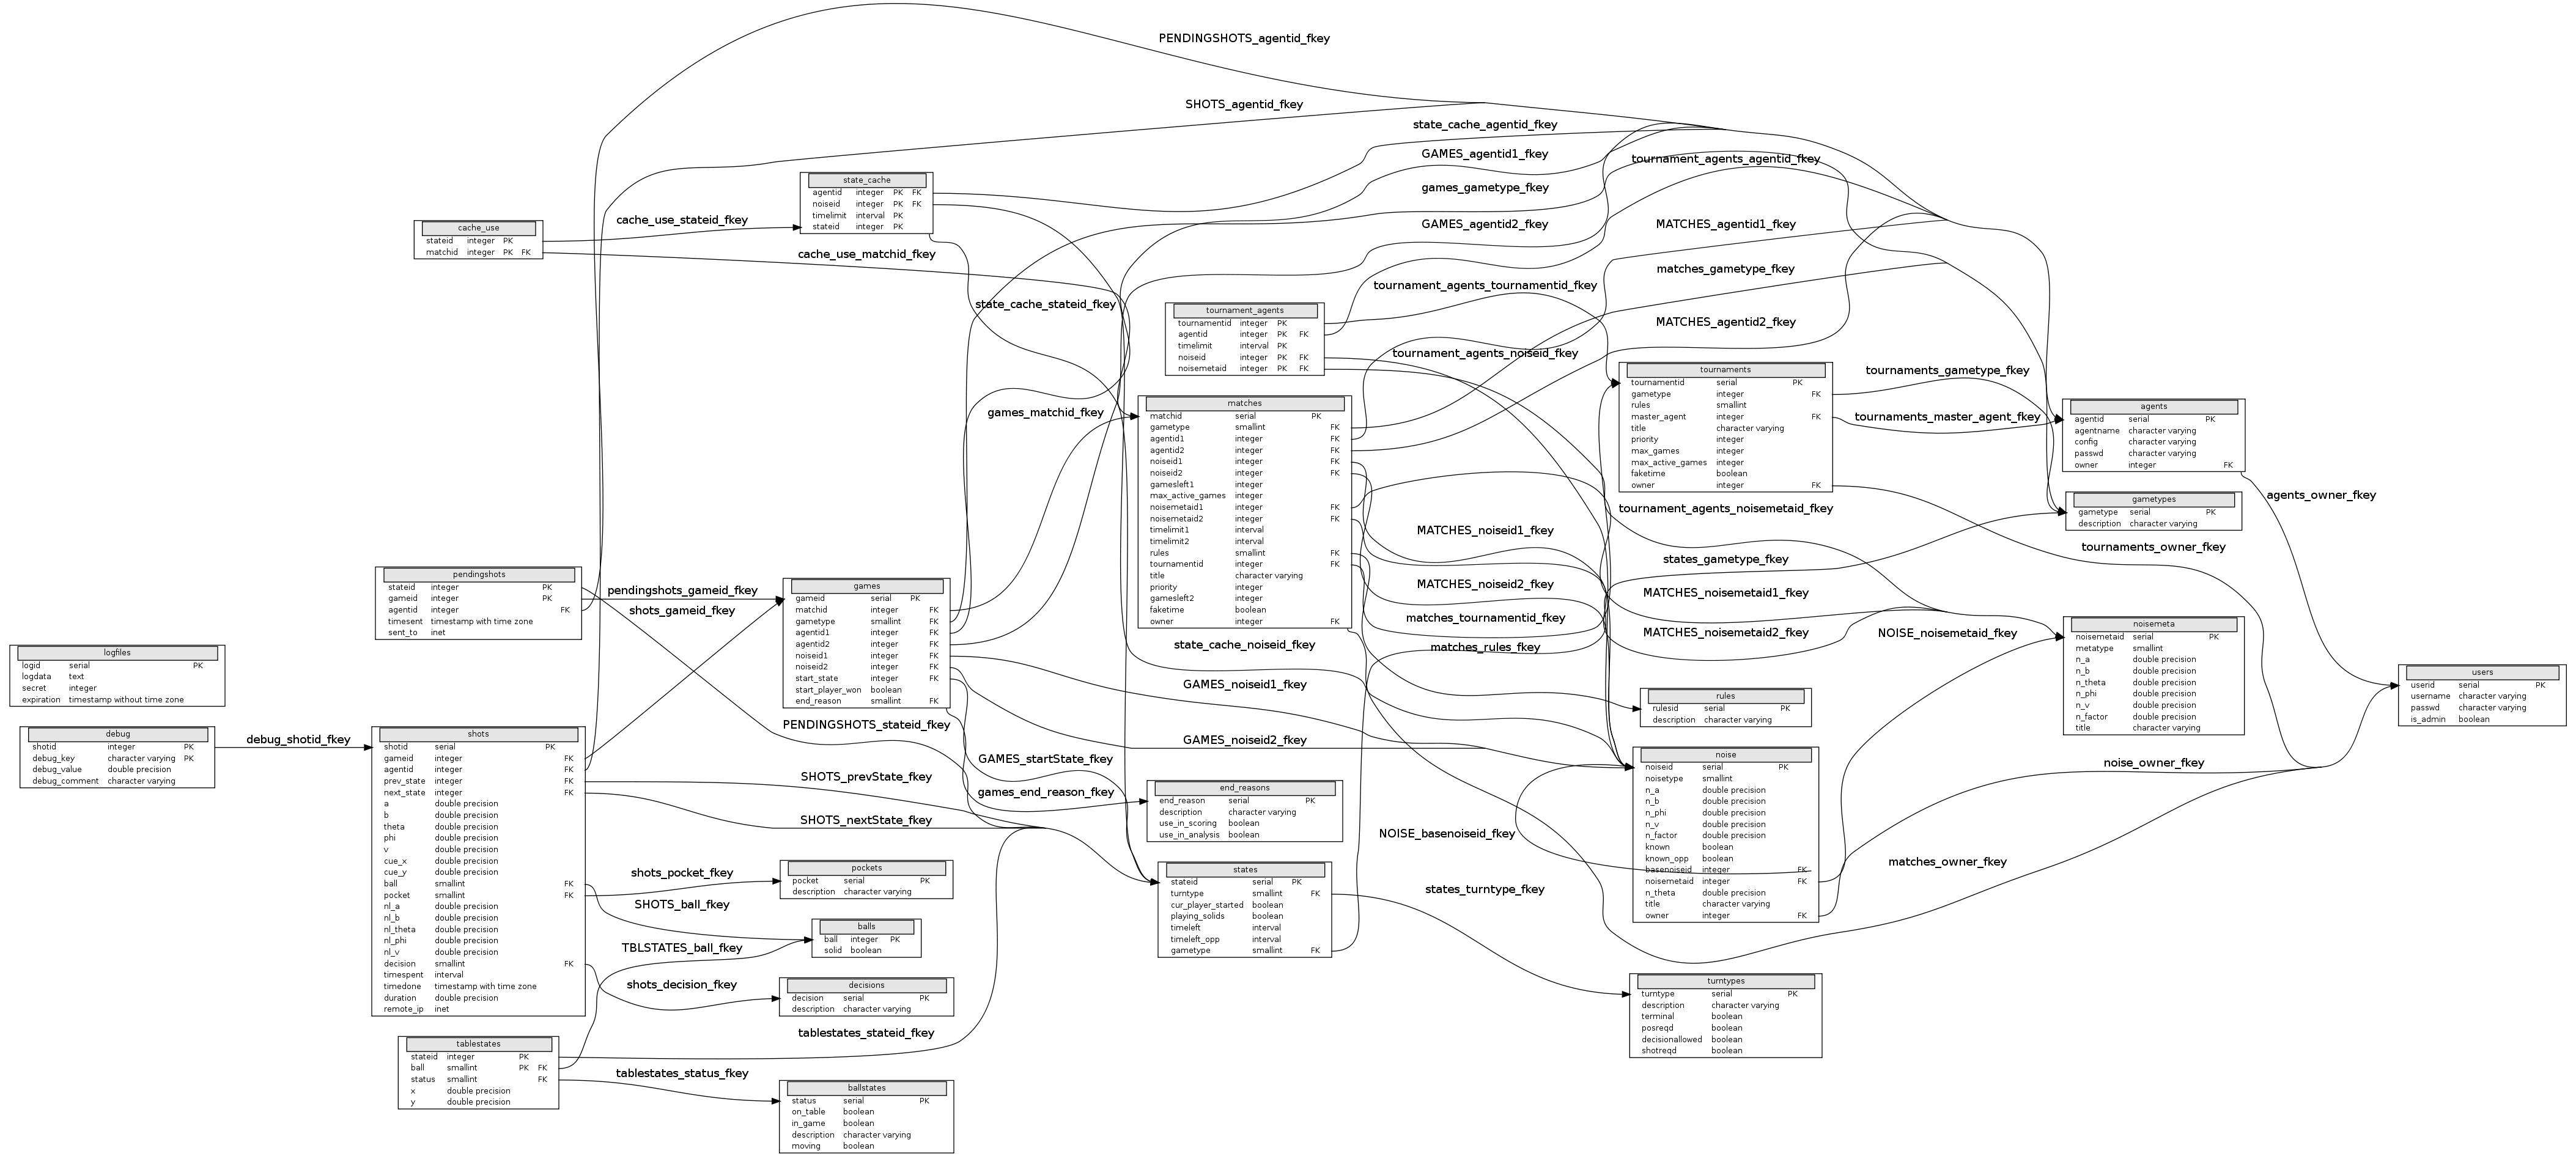 PENDINGSHOTS_agentid_fkey
SHOTS_agentid_fkey
state_cache_agentid_fkey
GAMES_agentid1_fkey
tournament_agents_agentid_fkey
games_gametype_fkey
GAMES_agentid2_fkey
MATCHES_agentid1_fkey
matches_gametype_fkey
tournament_agents_tournamentid_fkey
MATCHES_agentid2_fkey
tournament_agents_noiseid_fkey
cache_use_stateid_fkey
cache_use_matchid_fkey
state_cache_stateid_fkey
games_matchid_fkey
cache_use
stateid integer PK
matchid integer PK FK
state_cache
agentid integer PK FK
noiseid integer PK FK
timelimit interval PK
stateid integer PK
tournament_agents
tournamentid integer PK
agentid integer PK FK
timelimit interval PK
noiseid integer PK FK
noisemetaid integer PK FK
matches
matchid serial PK
gametype smallint FK
agentid1 integer FK
agentid2 integer FK
noiseid1 integer FK
noiseid2 integer FK
gamesleft1 integer
max_active_games integer
noisemetaid1 integer FK
noisemetaid2 integer FK
timelimit1 interval
timelimit2 interval
rules smallint FK
tournamentid integer FK
title character varying
priority integer
gamesleft2 integer
faketime boolean
owner integer FK
tournaments
tournamentid serial PK
gametype integer FK
rules smallint
master_agent integer FK
title character varying
priority integer
max_games integer
max_active_games integer
faketime boolean
owner integer FK
tournaments_gametype_fkey
tournaments_master_agent_fkey
agents
agentid serial PK
agentname character varying
config character varying
passwd character varying
owner integer FK
agents_owner_fkey
gametypes
gametype serial PK
description character varying
tournament_agents_noisemetaid_fkey
tournaments_owner_fkey
MATCHES_noiseid1_fkey
states_gametype_fkey
MATCHES_noiseid2_fkey
MATCHES_noisemetaid1_fkey
matches_tournamentid_fkey
MATCHES_noisemetaid2_fkey
NOISE_noisemetaid_fkey
state_cache_noiseid_fkey
matches_rules_fkey
pendingshots
stateid integer PK
gameid integer PK
agentid integer FK
timesent timestamp with time zone
sent_to inet
pendingshots_gameid_fkey
shots_gameid_fkey
games
gameid serial PK
matchid integer FK
gametype smallint FK
agentid1 integer FK
agentid2 integer FK
noiseid1 integer FK
noiseid2 integer FK
start_state integer FK
start_player_won boolean
end_reason smallint FK
logfiles
logid serial PK
logdata text
secret integer
expiration timestamp without time zone
noisemeta
noisemetaid serial PK
metatype smallint
n_a double precision
n_b double precision
n_theta double precision
n_phi double precision
n_v double precision
n_factor double precision
title character varying
users
userid serial PK
username character varying
passwd character varying
is_admin boolean
rules
rulesid serial PK
description character varying
GAMES_noiseid1_fkey
PENDINGSHOTS_stateid_fkey
GAMES_noiseid2_fkey
debug
shotid integer PK
debug_key character varying PK
debug_value double precision
debug_comment character varying
debug_shotid_fkey
shots
shotid serial PK
gameid integer FK
agentid integer FK
prev_state integer FK
next_state integer FK
a double precision
b double precision
theta double precision
phi double precision
v double precision
cue_x double precision
cue_y double precision
ball smallint FK
pocket smallint FK
nl_a double precision
nl_b double precision
nl_theta double precision
nl_phi double precision
nl_v double precision
decision smallint FK
timespent interval
timedone timestamp with time zone
duration double precision
remote_ip inet
GAMES_startState_fkey
SHOTS_prevState_fkey
games_end_reason_fkey
SHOTS_nextState_fkey
end_reasons
end_reason serial PK
description character varying
use_in_scoring boolean
use_in_analysis boolean
noise
noiseid serial PK
noisetype smallint
n_a double precision
n_b double precision
n_phi double precision
n_v double precision
n_factor double precision
known boolean
known_opp boolean
basenoiseid integer FK
noisemetaid integer FK
n_theta double precision
title character varying
owner integer FK
noise_owner_fkey
NOISE_basenoiseid_fkey
matches_owner_fkey
shots_pocket_fkey
pockets
pocket serial PK
description character varying
states
stateid serial PK
turntype smallint FK
cur_player_started boolean
playing_solids boolean
timeleft interval
timeleft_opp interval
gametype smallint FK
states_turntype_fkey
SHOTS_ball_fkey
balls
ball integer PK
solid boolean
TBLSTATES_ball_fkey
shots_decision_fkey
decisions
decision serial PK
description character varying
turntypes
turntype serial PK
description character varying
terminal boolean
posreqd boolean
decisionallowed boolean
shotreqd boolean
tablestates_stateid_fkey
tablestates
stateid integer PK
ball smallint PK FK
status smallint FK
x double precision
y double precision
tablestates_status_fkey
ballstates
status serial PK
on_table boolean
in_game boolean
description character varying
moving boolean